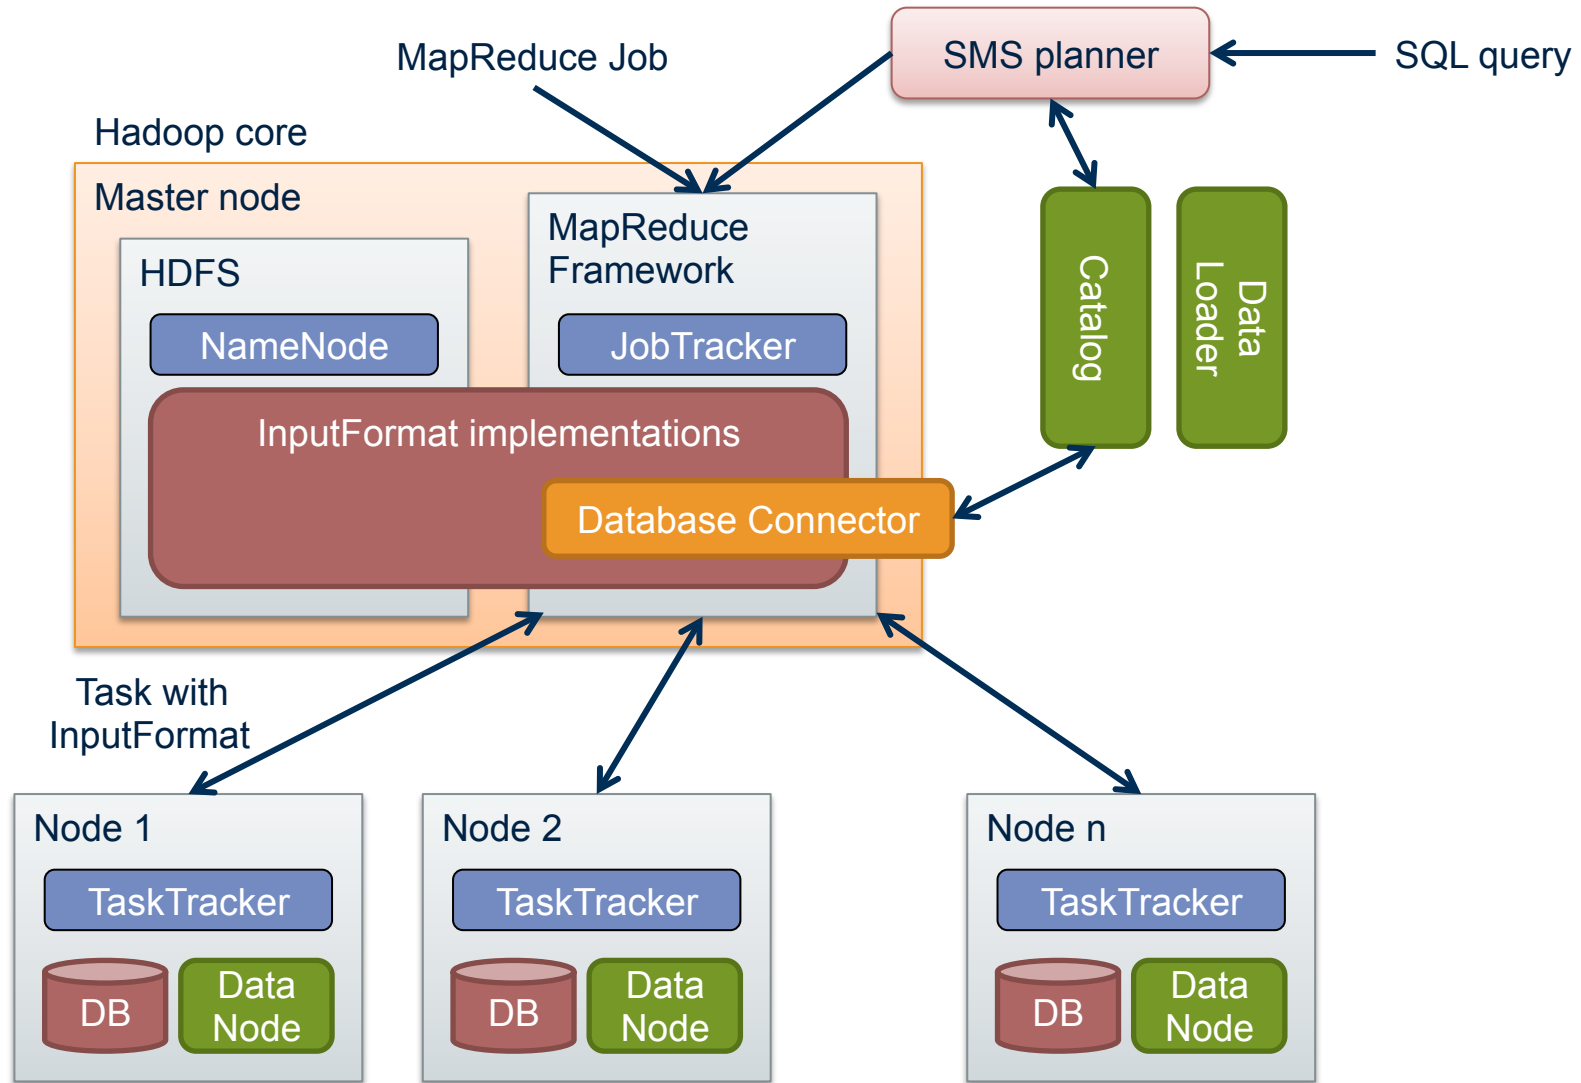 MapReduce Job
SMS planner
SQL query
Hadoop core
Master node
HDFS
NameNode
MapReduce
Framework
JobTracker
InputFormat implementations
Database Connector
Catalog
Data
Loader
Task with
InputFormat
Node 1
TaskTracker
DB
Data
Node
Node 2
TaskTracker
DB
Data
Node
Node n
TaskTracker
DB
Data
Node